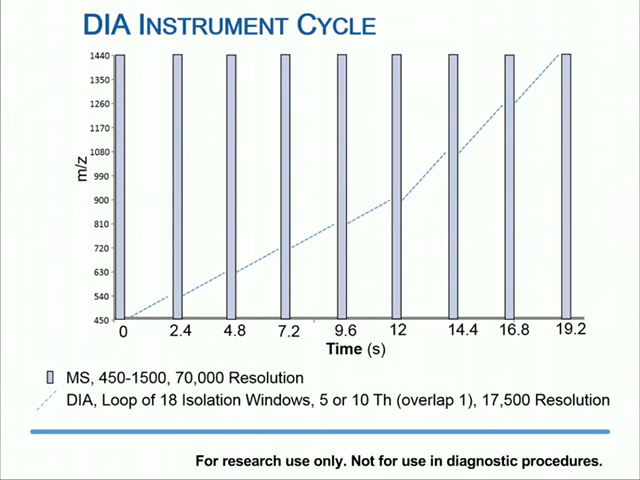 DIA INSTRUMENT CYCLE
1440
1350
1260
1170
1080
990
900
810
720
630
540
450
m/z
0 2.4 4.8 7.2 9.6 12 14.4 16.8 19.2
Time (s)
MS, 450-1500, 70,000 Resolution
DIA, Loop of 18 Isolation Windows, 5 or 10 Th (overlap 1), 17,500 Resolution
For research use only. Not for use in diagnostic procedures.